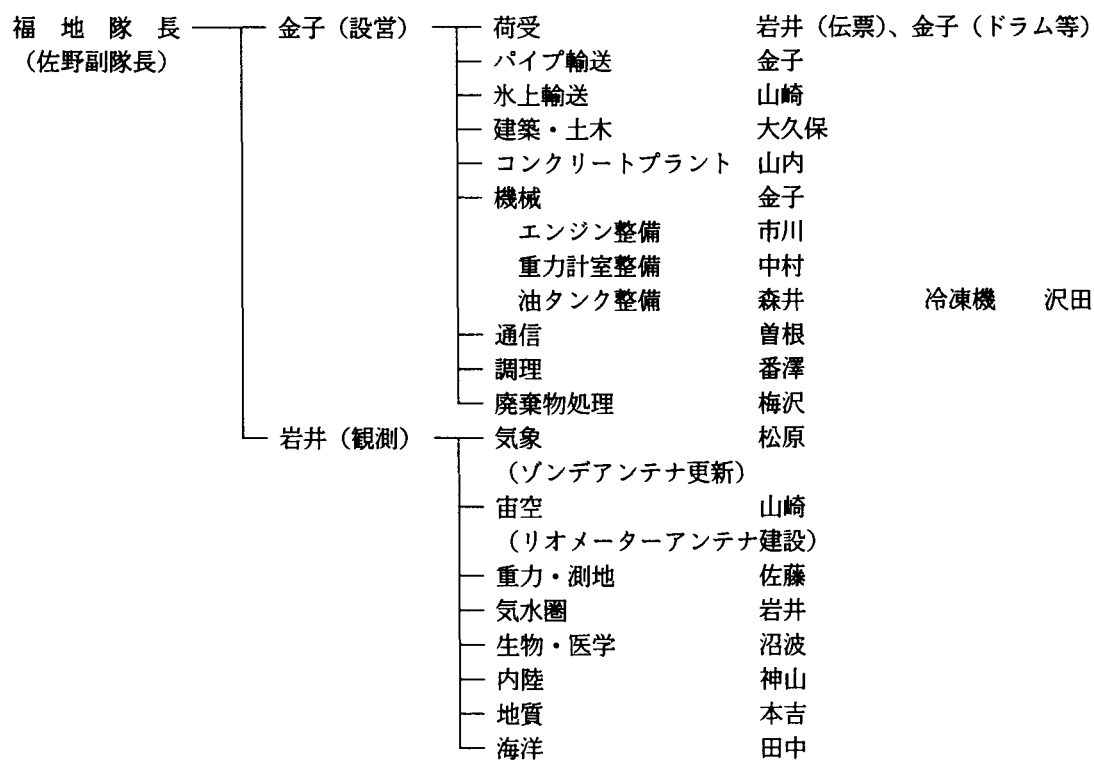 福地隊長 金子（設営） 荷受 岩井（伝票）、金子（ドラム等）
（佐野副隊長） パイプ輸送 金子
氷上輸送 山崎
建築・土木 大久保
コンクリートプラント 山内
機械 金子
エンジン整備 市川
重力計室整備 中村
油タンク整備 森井 冷凍機 沢田
通信 曽根
調理 番澤
廃棄物処理 梅沢
岩井（観測） 気象 松原
（ゾンデアンテナ更新）
宙空 山崎
（リオメーターアンテナ建設）
重力・測地 佐藤
気水圏 岩井
生物・医学 沼波
内陸 神山
地質 本吉
海洋 田中